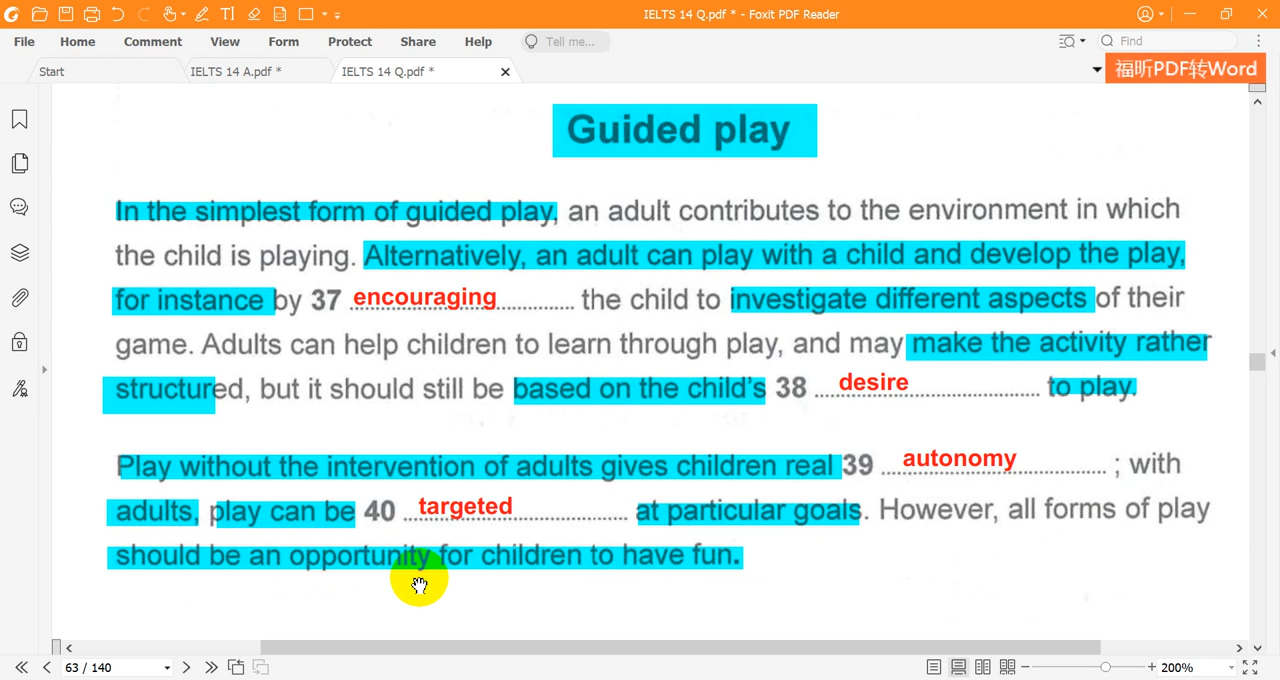 IELTS 14 Q.pdf * - Foxit PDF Reader
File Home Comment View Form Protect Share Help Tell me... Find
Start IELTS 14 A.pdf * IELTS 14 Q.pdf * 福昕PDF转Word
Guided play
In the simplest form of guided play, an adult contributes to the environment in which
the child is playing. Alternatively, an adult can play with a child and develop the play,
for instance by 37 encouraging the child to investigate different aspects of their
game. Adults can help children to learn through play, and may make the activity rather
structured, but it should still be based on the child's 38 desire to play.
Play without the intervention of adults gives children real 39 autonomy ; with
adults, play can be 40 targeted at particular goals. However, all forms of play
should be an opportunity for children to have fun.
63 / 140 200%